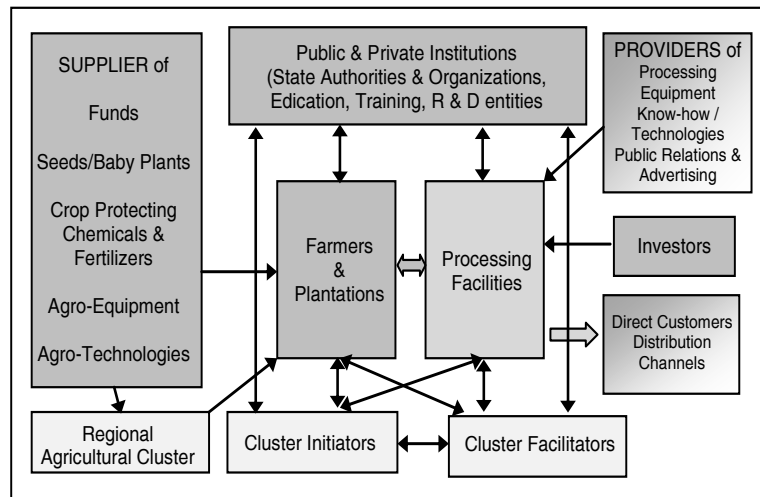 SUPPLIER of
Funds
Seeds/Baby Plants
Crop Protecting
Chemicals &
Fertilizers
Agro-Equipment
Agro-Technologies
Public & Private Institutions
(State Authorities & Organizations,
Edication, Training, R & D entities
PROVIDERS of
Processing
Equipment
Know-how /
Technologies
Public Relations &
Advertising
Farmers
&
Plantations
Processing
Facilities
Investors
Direct Customers
Distribution
Channels
Regional
Agricultural Cluster
Cluster Initiators
Cluster Facilitators